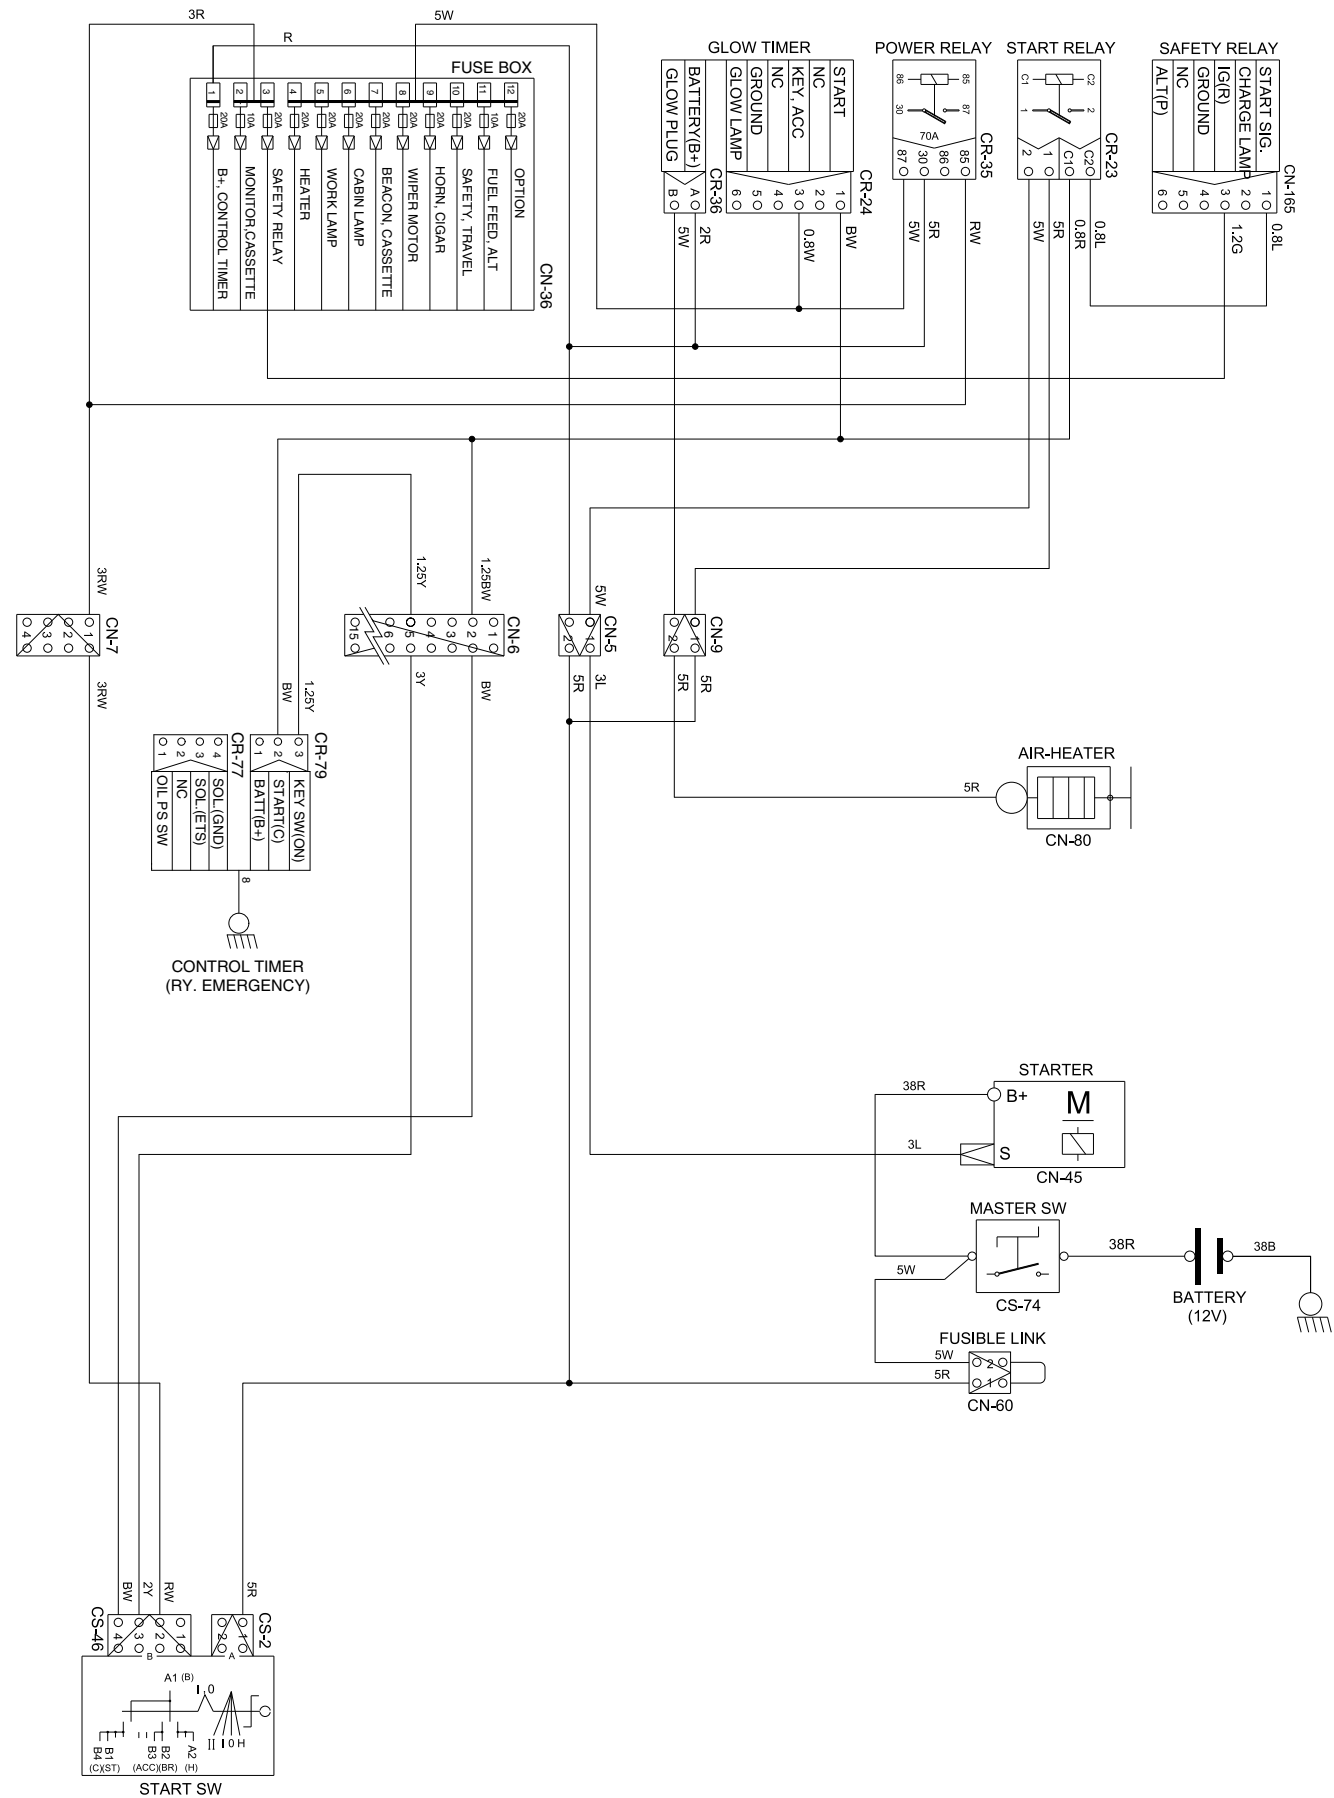 3R
5W
R
FUSE BOX
1 2 3 4 5 6 7 8 9 10 11 12
20A 10A 20A 20A 20A 20A 20A 20A 20A 20A 10A 20A
B+, CONTROL TIMER
MONITOR,CASSETTE
SAFETY RELAY
HEATER
WORK LAMP
CABIN LAMP
BEACON, CASSETTE
WIPER MOTOR
HORN, CIGAR
SAFETY, TRAVEL
FUEL FEED, ALT
OPTION
CN-36
GLOW TIMER
GLOW PLUG
BATTERY(B+)
B A
CR-36
5W 2R
GLOW LAMP
GROUND
NC
KEY, ACC
NC
START
6 5 4 3 2 1
CR-24
0.8W BW
POWER RELAY
86 85
30 87
70A
87 30 86 85
CR-35
5W 5R RW
START RELAY
C1 C2
1 2
2 1 C1 C2
CR-23
5W 5R 0.8R 0.8L
SAFETY RELAY
ALT(P)
NC
GROUND
IG(R)
CHARGE LAMP
START SIG.
6 5 4 3 2 1
CN-165
1.2G 0.8L
3RW
4 3 2 1
CN-7
3RW
1.25Y 1.25BW
15 6 5 4 3 2 1
CN-6
3Y BW
5W
2 1
CN-5
5R 3L
2 1
CN-9
5R 5R
BW 1.25Y
1 2 3 4
CR-77
1 2 3
CR-79
OIL PS SW
NC
SOL.(ETS)
SOL.(GND)
BATT(B+)
START(C)
KEY SW(ON)
8
CONTROL TIMER
(RY. EMERGENCY)
AIR-HEATER
5R
CN-80
STARTER
38R
B+
M
3L
S
CN-45
MASTER SW
38R
38B
5W
CS-74
BATTERY
(12V)
FUSIBLE LINK
5W
2
5R
1
CN-60
BW 2Y RW 5R
CS-46
4 3 2 1
B
2 1
CS-2
A
A1 (B)
I 0
II I 0 H
B4 B1 B3 B2 A2
(C)(ST) (ACC)(BR) (H)
START SW